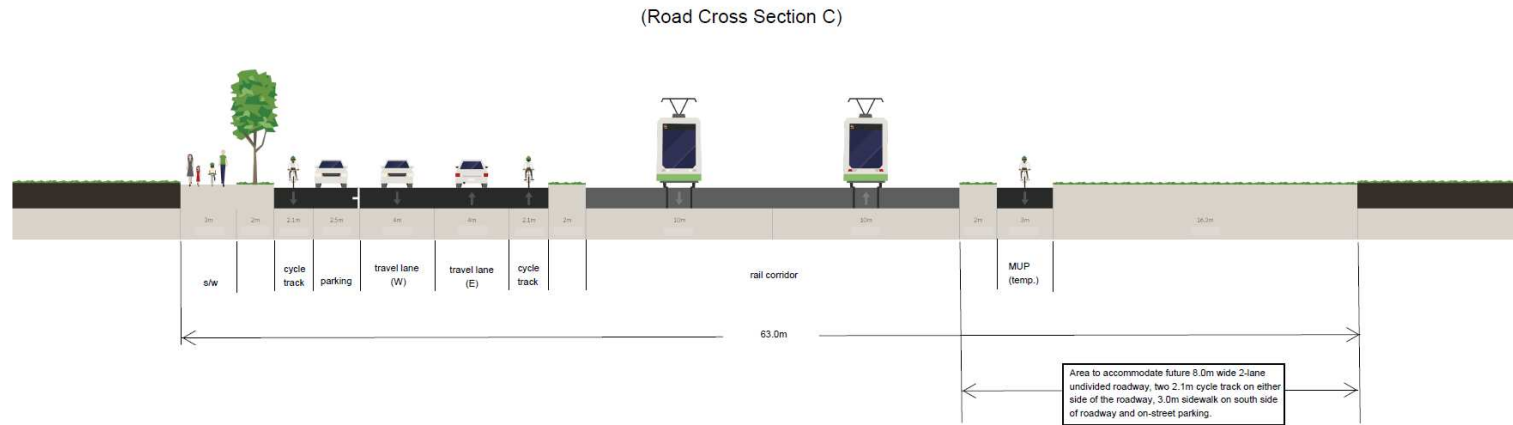 (Road Cross Section C)
3m 2m 2.1m 2.5m 4m 4m 2.1m 2m 10m 10m 2m 3m 16.3m
s/w
cycle
track
parking
travel lane
(W)
travel lane
(E)
cycle
track
rail corridor
MUP
(temp.)
63.0m
Area to accommodate future 8.0m wide 2-lane
undivided roadway, two 2.1m cycle track on either
side of the roadway, 3.0m sidewalk on south side
of roadway and on-street parking.